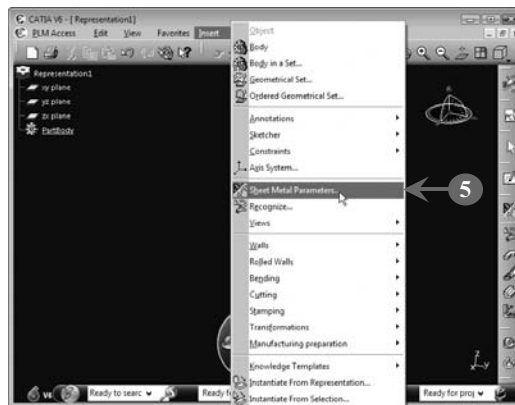 CATIA V6 - [ Representation1]
PLM Access Edit View Favorites Insert
Representation1
xy plane
yz plane
zx plane
PartBody
Object
Body
Body in a Set...
Geometrical Set...
Ordered Geometrical Set...
Annotations
Sketcher
Constraints
Axis System...
Sheet Metal Parameters...
5
Recognize...
Views
Walls
Rolled Walls
Bending
Cutting
Stamping
Transformations
Manufacturing preparation
Knowledge Templates
Instantiate From Representation...
Instantiate From Selection...
V6 Ready to searc Ready fo Ready for proj